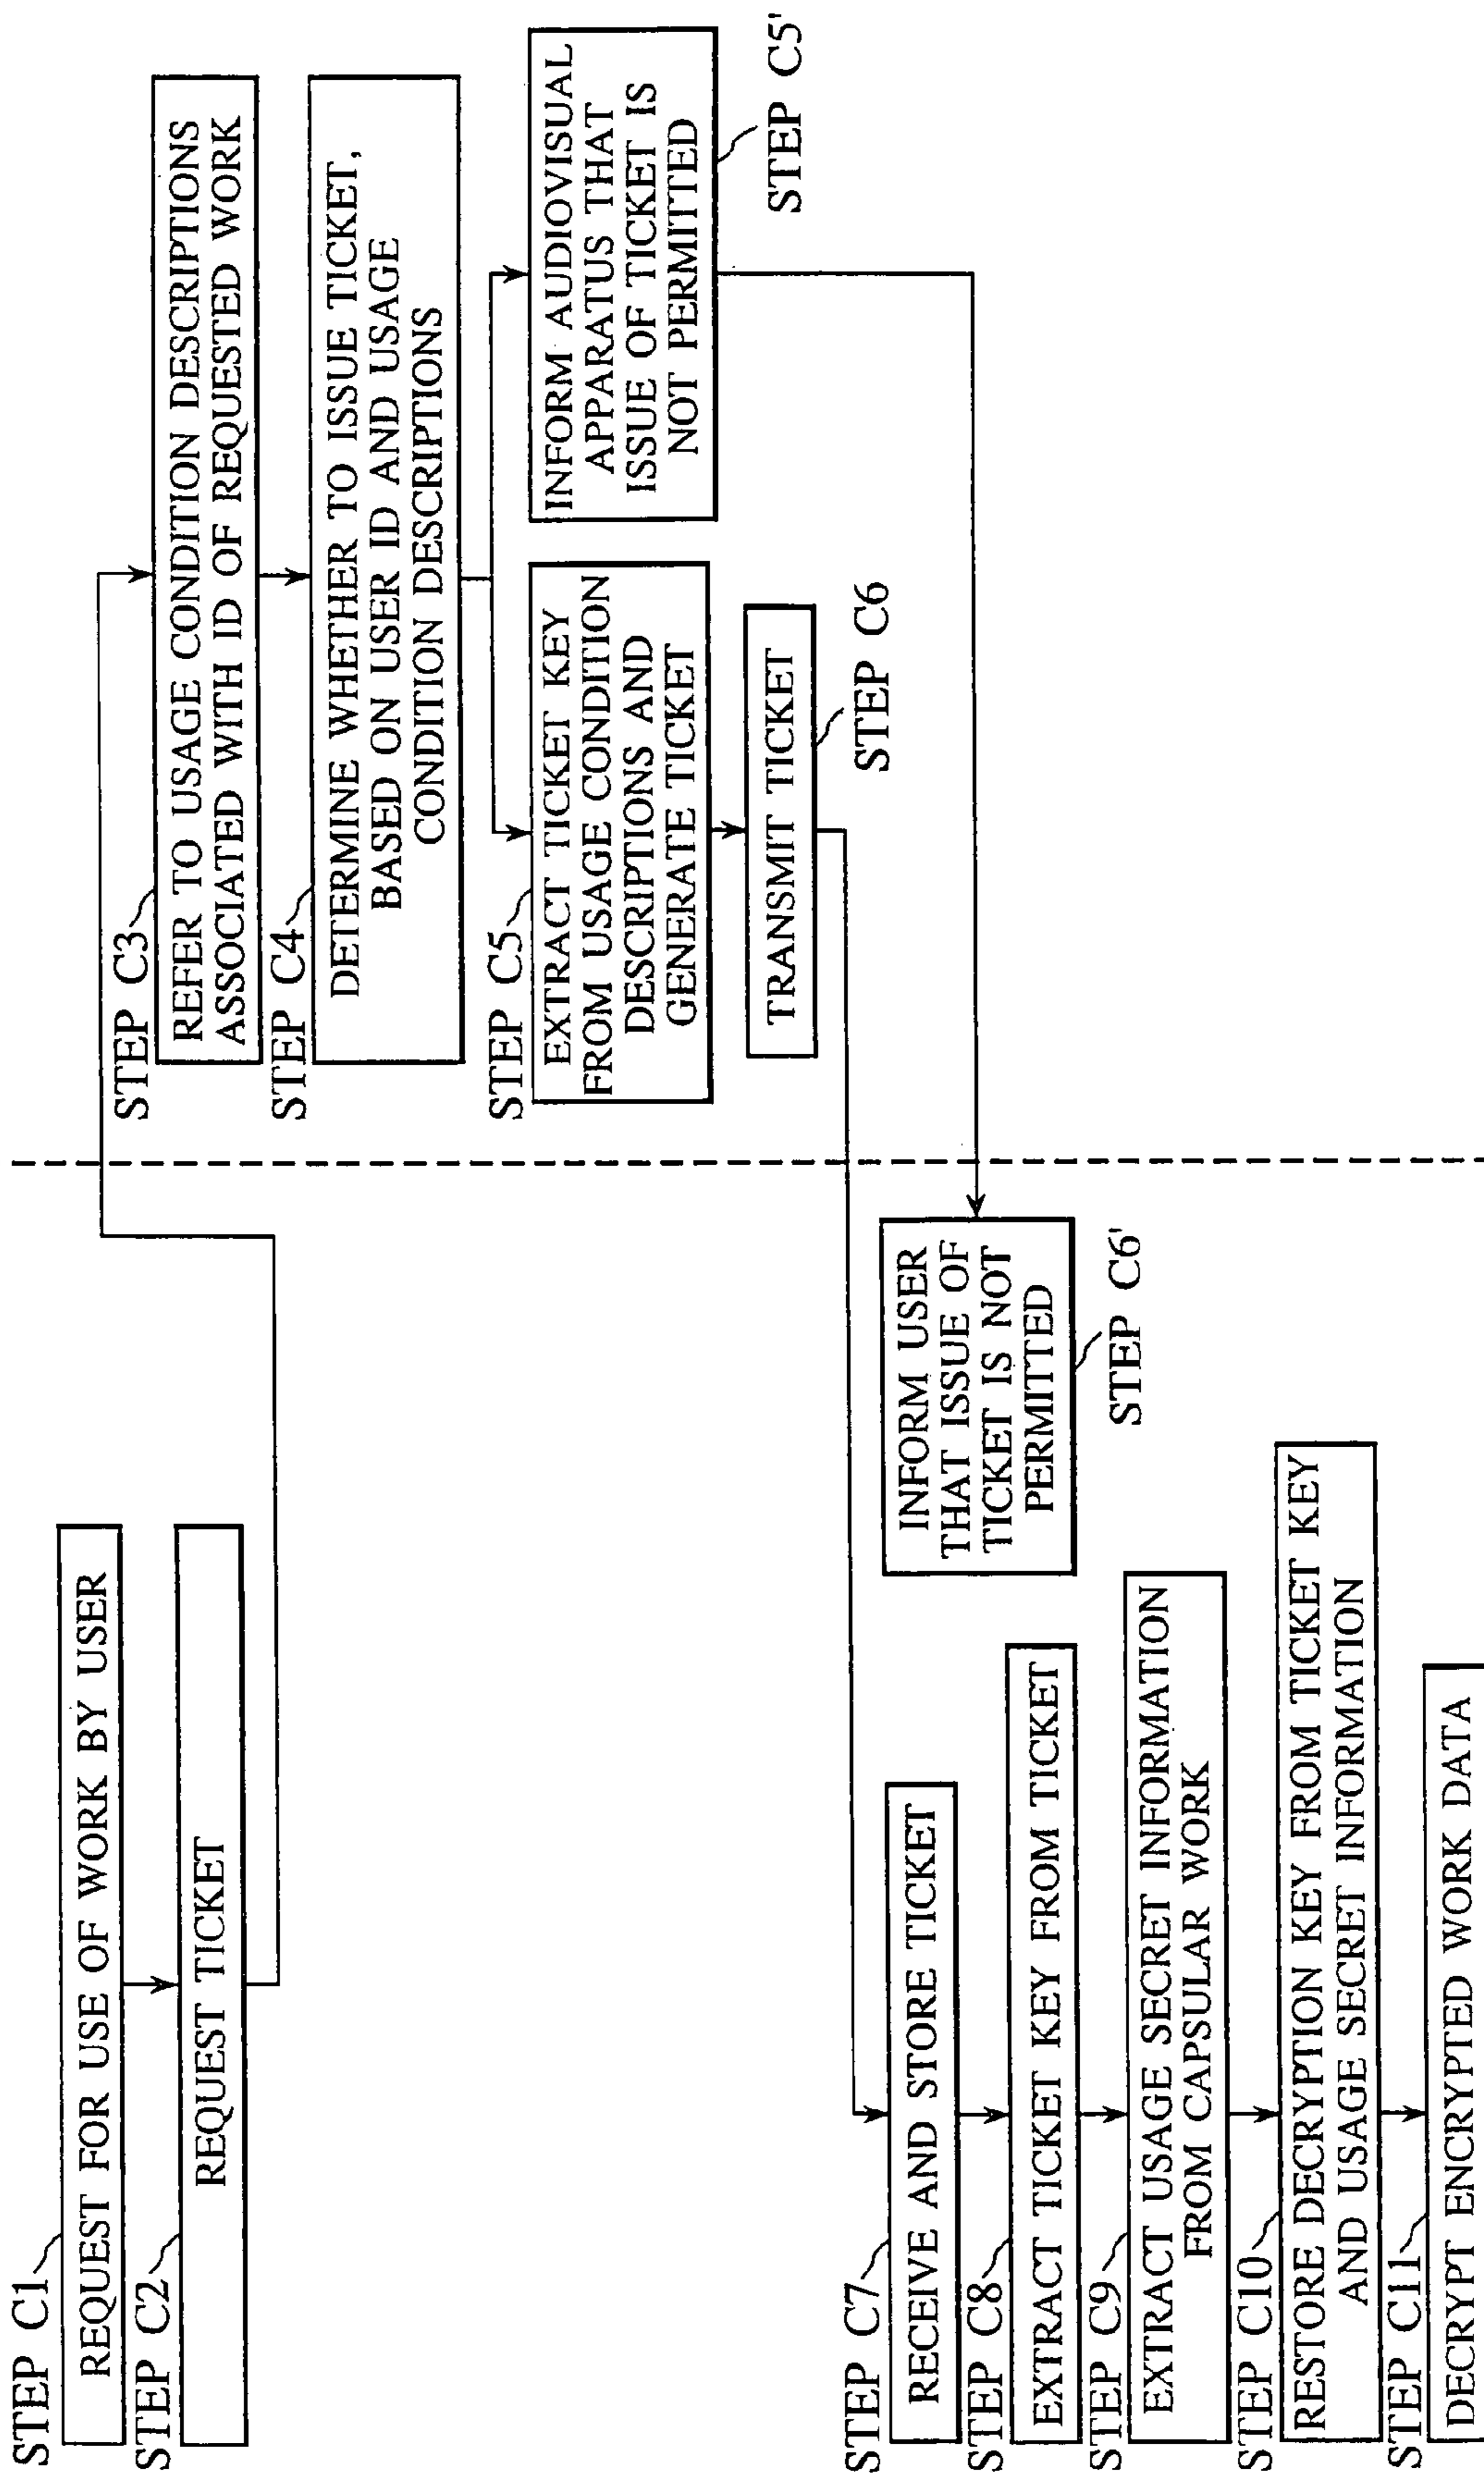 STEP C1
REQUEST FOR USE OF WORK BY USER
STEP C2
REQUEST TICKET
STEP C3
REFER TO USAGE CONDITION DESCRIPTIONS
ASSOCIATED WITH ID OF REQUESTED WORK
STEP C4
DETERMINE WHETHER TO ISSUE TICKET,
BASED ON USER ID AND USAGE
CONDITION DESCRIPTIONS
STEP C5
EXTRACT TICKET KEY
FROM USAGE CONDITION
DESCRIPTIONS AND
GENERATE TICKET
INFORM AUDIOVISUAL
APPARATUS THAT
ISSUE OF TICKET IS
NOT PERMITTED
STEP C5'
TRANSMIT TICKET
STEP C6
STEP C7
RECEIVE AND STORE TICKET
INFORM USER
THAT ISSUE OF
TICKET IS NOT
PERMITTED
STEP C6'
STEP C8
EXTRACT TICKET KEY FROM TICKET
STEP C9
EXTRACT USAGE SECRET INFORMATION
FROM CAPSULAR WORK
STEP C10
RESTORE DECRYPTION KEY FROM TICKET KEY
AND USAGE SECRET INFORMATION
STEP C11
DECRYPT ENCRYPTED WORK DATA